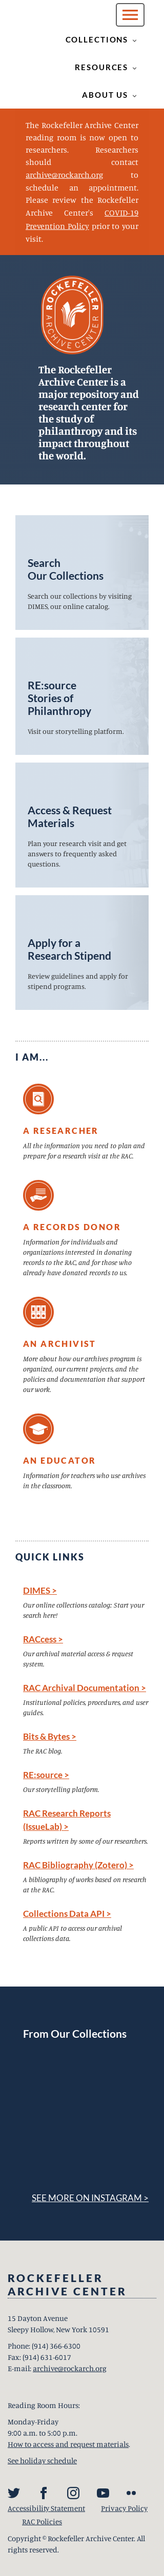 COLLECTIONS
RESOURCES
ABOUT US
The Rockefeller Archive Center
reading room is now open to
researchers. Researchers
should contact
archive@rockarch.org to
schedule an appointment.
Please review the Rockefeller
Archive Center's COVID-19
Prevention Policy prior to your
visit.
ROCKEFELLER
ARCHIVE CENTER
The Rockefeller
Archive Center is a
major repository and
research center for
the study of
philanthropy and its
impact throughout
the world.
Search
Our Collections
Search our collections by visiting
DIMES, our online catalog.
RE:source
Stories of
Philanthropy
Visit our storytelling platform.
Access & Request
Materials
Plan your research visit and get
answers to frequently asked
questions.
Apply for a
Research Stipend
Review guidelines and apply for
stipend programs.
I AM...
A RESEARCHER
All the information you need to plan and
prepare for a research visit at the RAC.
A RECORDS DONOR
Information for individuals and
organizations interested in donating
records to the RAC, and for those who
already have donated records to us.
AN ARCHIVIST
More about how our archives program is
organized, our current projects, and the
policies and documentation that support
our work.
AN EDUCATOR
Information for teachers who use archives
in the classroom.
QUICK LINKS
DIMES >
Our online collections catalog: Start your
search here!
RACcess >
Our archival material access & request
system.
RAC Archival Documentation >
Institutional policies, procedures, and user
guides.
Bits & Bytes >
The RAC blog.
RE:source >
Our storytelling platform.
RAC Research Reports
(IssueLab) >
Reports written by some of our researchers.
RAC Bibliography (Zotero) >
A bibliography of works based on research
at the RAC.
Collections Data API >
A public API to access our archival
collections data.
From Our Collections
SEE MORE ON INSTAGRAM >
ROCKEFELLER
ARCHIVE CENTER
15 Dayton Avenue
Sleepy Hollow, New York 10591
Phone: (914) 366-6300
Fax: (914) 631-6017
E-mail: archive@rockarch.org
Reading Room Hours:
Monday-Friday
9:00 a.m. to 5:00 p.m.
How to access and request materials.
See holiday schedule
Accessibility Statement Privacy Policy
RAC Policies
Copyright © Rockefeller Archive Center. All
rights reserved.